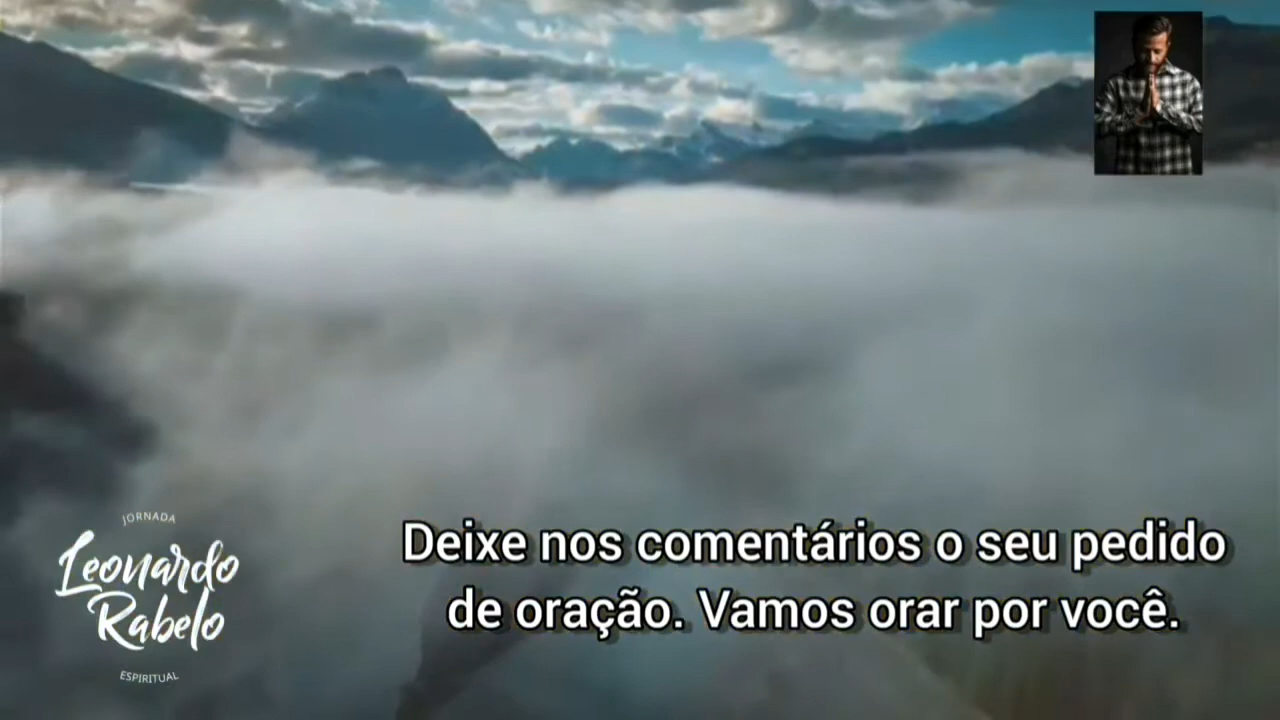 JORNADA
Leonardo
Rabelo
ESPIRITUAL
Deixe nos comentários o seu pedido
de oração. Vamos orar por você.